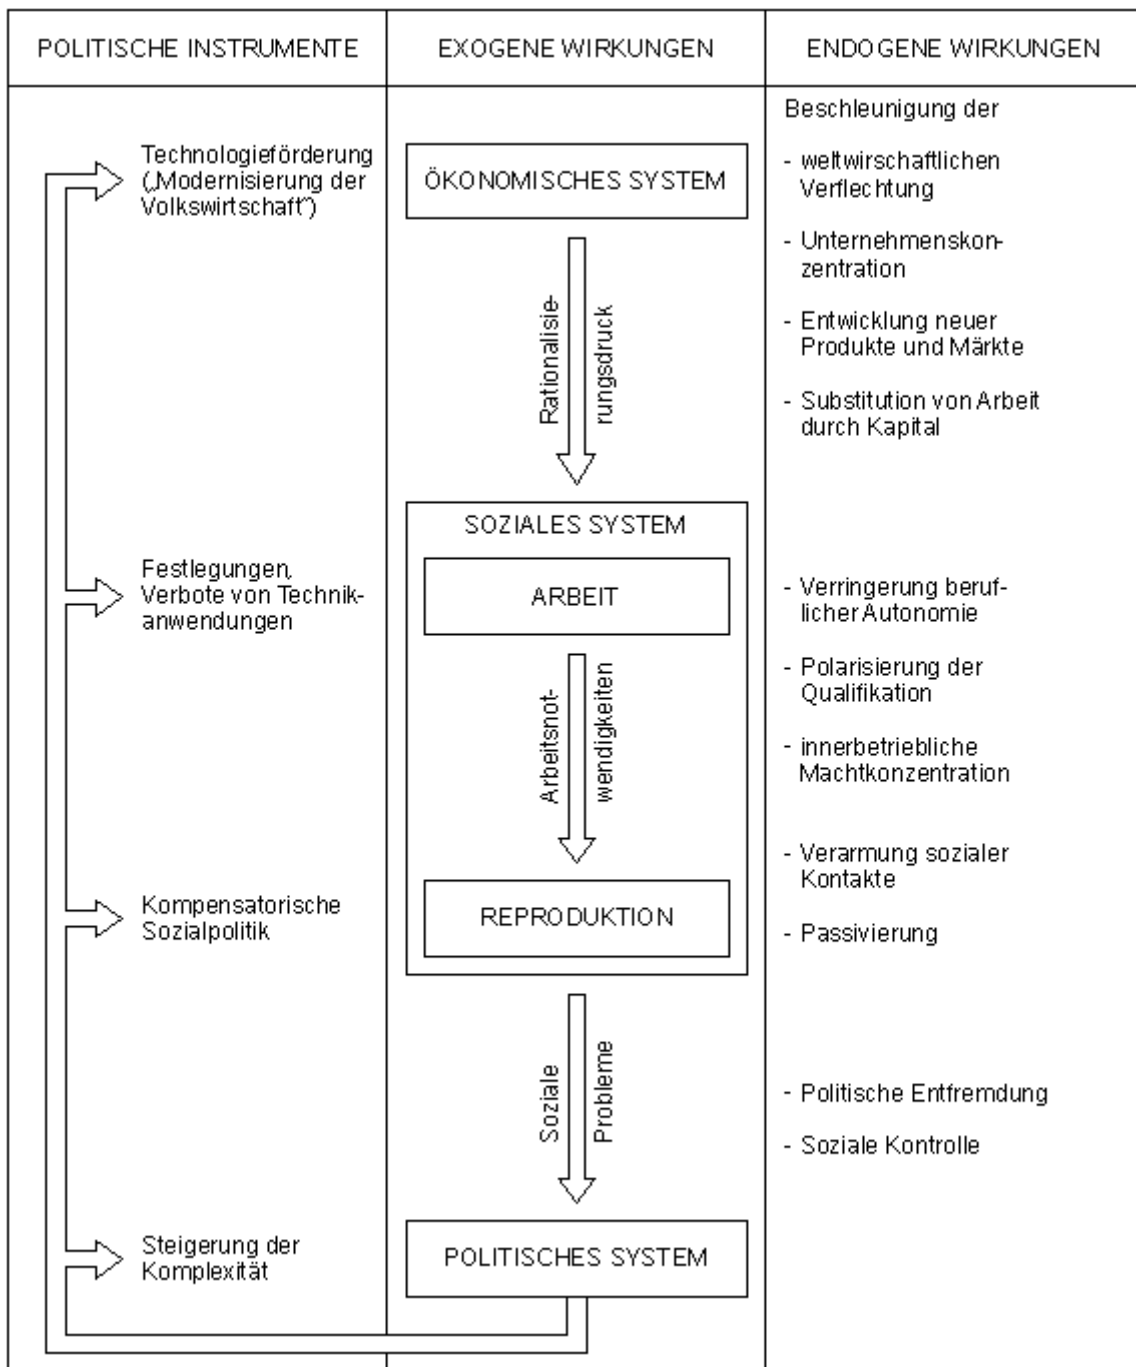 POLITISCHE INSTRUMENTE
EXOGENE WIRKUNGEN
ENDOGENE WIRKUNGEN
Technologieförderung
(„Modernisierung der
Volkswirtschaft")
Festlegungen,
Verbote von Technik-
anwendungen
Kompensatorische
Sozialpolitik
Steigerung der
Komplexität
ÖKONOMISCHES SYSTEM
Rationalisie-
rungsdruck
SOZIALES SYSTEM
ARBEIT
Arbeitsnot-
wendigkeiten
REPRODUKTION
Soziale
Probleme
POLITISCHES SYSTEM
Beschleunigung der
- weltwirschaftlichen
Verflechtung
- Unternehmenskon-
zentration
- Entwicklung neuer
Produkte und Märkte
- Substitution von Arbeit
durch Kapital
- Verringerung beruf-
licher Autonomie
- Polarisierung der
Qualifikation
- innerbetriebliche
Machtkonzentration
- Verarmung sozialer
Kontakte
- Passivierung
- Politische Entfremdung
- Soziale Kontrolle